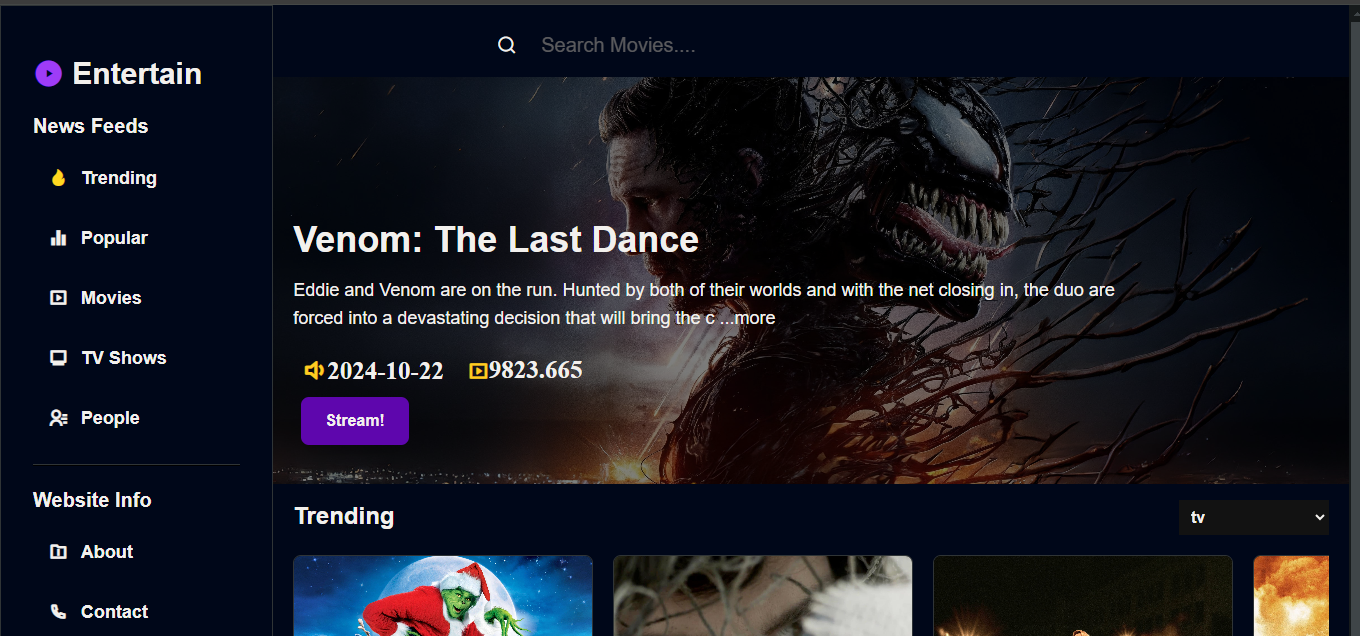 Entertain
News Feeds
Trending
Popular
Movies
TV Shows
People
Website Info
About
Contact
Search Movies....
Venom: The Last Dance
Eddie and Venom are on the run. Hunted by both of their worlds and with the net closing in, the duo are
forced into a devastating decision that will bring the c ...more
2024-10-22 9823.665
Stream!
Trending
tv